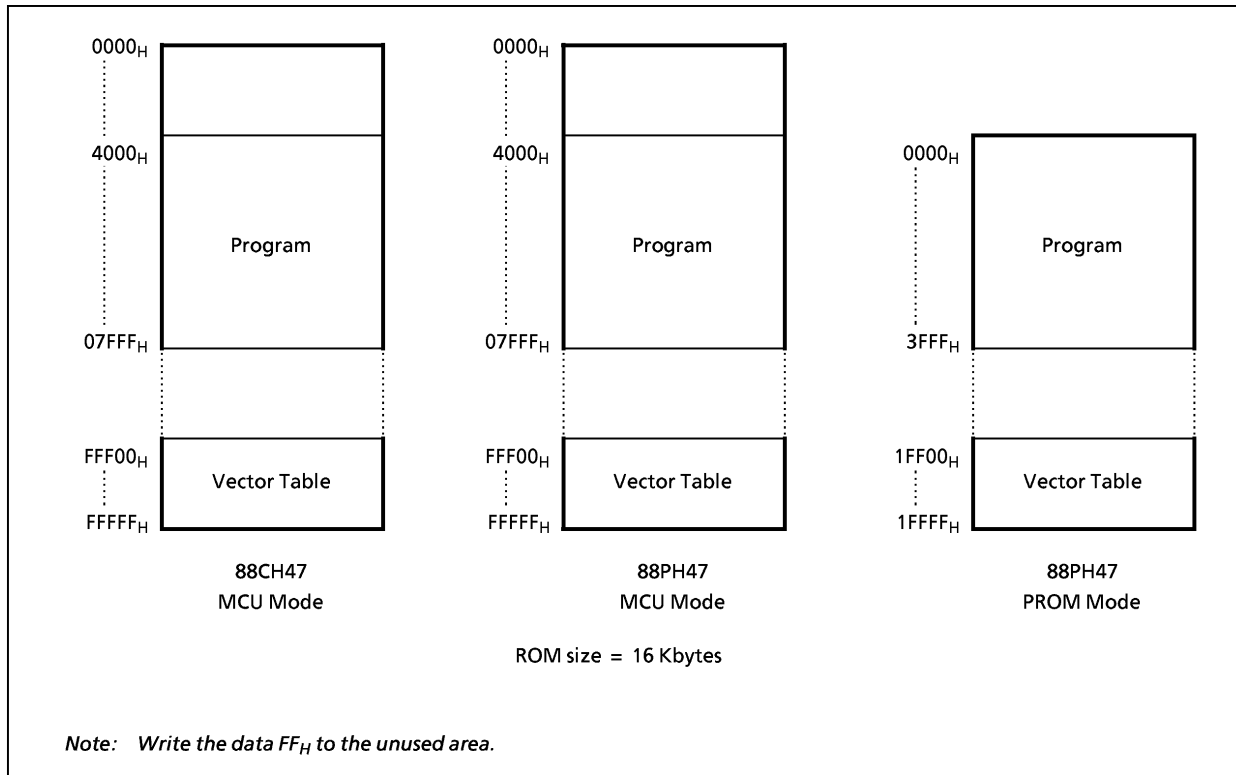 0000H 0000H
4000H 4000H 0000H
Program Program Program
07FFFH 07FFFH 3FFFH
FFF00H FFF00H 1FF00H
Vector Table Vector Table Vector Table
FFFFFH FFFFFH 1FFFFH
88CH47 88PH47 88PH47
MCU Mode MCU Mode PROM Mode
ROM size = 16 Kbytes
Note: Write the data FFH to the unused area.